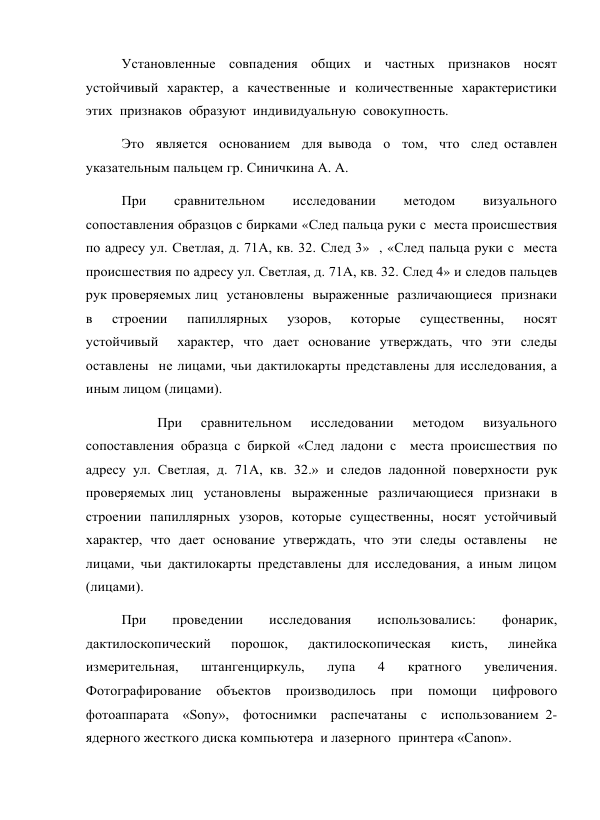 Установленные совпадения общих и частных признаков носят
устойчивый характер, а качественные и количественные характеристики
этих признаков образуют индивидуальную совокупность.
Это является основанием для вывода о том, что след оставлен
указательным пальцем гр. Синичкина А. А.
При сравнительном исследовании методом визуального
сопоставления образцов с бирками «След пальца руки с места происшествия
по адресу ул. Светлая, д. 71А, кв. 32. След 3» , «След пальца руки с места
происшествия по адресу ул. Светлая, д. 71А, кв. 32. След 4» и следов пальцев
рук проверяемых лиц установлены выраженные различающиеся признаки
в строении папиллярных узоров, которые существенны, носят
устойчивый характер, что дает основание утверждать, что эти следы
оставлены не лицами, чьи дактилокарты представлены для исследования, а
иным лицом (лицами).
При сравнительном исследовании методом визуального
сопоставления образца с биркой «След ладони с места происшествия по
адресу ул. Светлая, д. 71А, кв. 32.» и следов ладонной поверхности рук
проверяемых лиц установлены выраженные различающиеся признаки в
строении папиллярных узоров, которые существенны, носят устойчивый
характер, что дает основание утверждать, что эти следы оставлены не
лицами, чьи дактилокарты представлены для исследования, а иным лицом
(лицами).
При проведении исследования использовались: фонарик,
дактилоскопический порошок, дактилоскопическая кисть, линейка
измерительная, штангенциркуль, лупа 4 кратного увеличения.
Фотографирование объектов производилось при помощи цифрового
фотоаппарата «Sony», фотоснимки распечатаны с использованием 2-
ядерного жесткого диска компьютера и лазерного принтера «Canon».